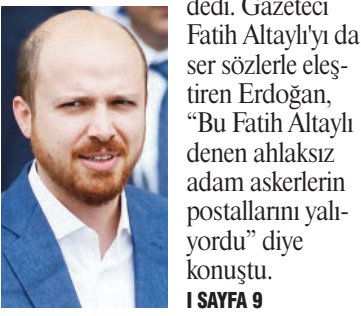 dedi. Gazeteci
Fatih Altaylı'yı da
ser sözlerle eleş-
tiren Erdoğan,
“Bu Fatih Altaylı
denen ahlaksız
adam askerlerin
postallarını yalı-
yordu” diye
konuştu.
I SAYFA 9